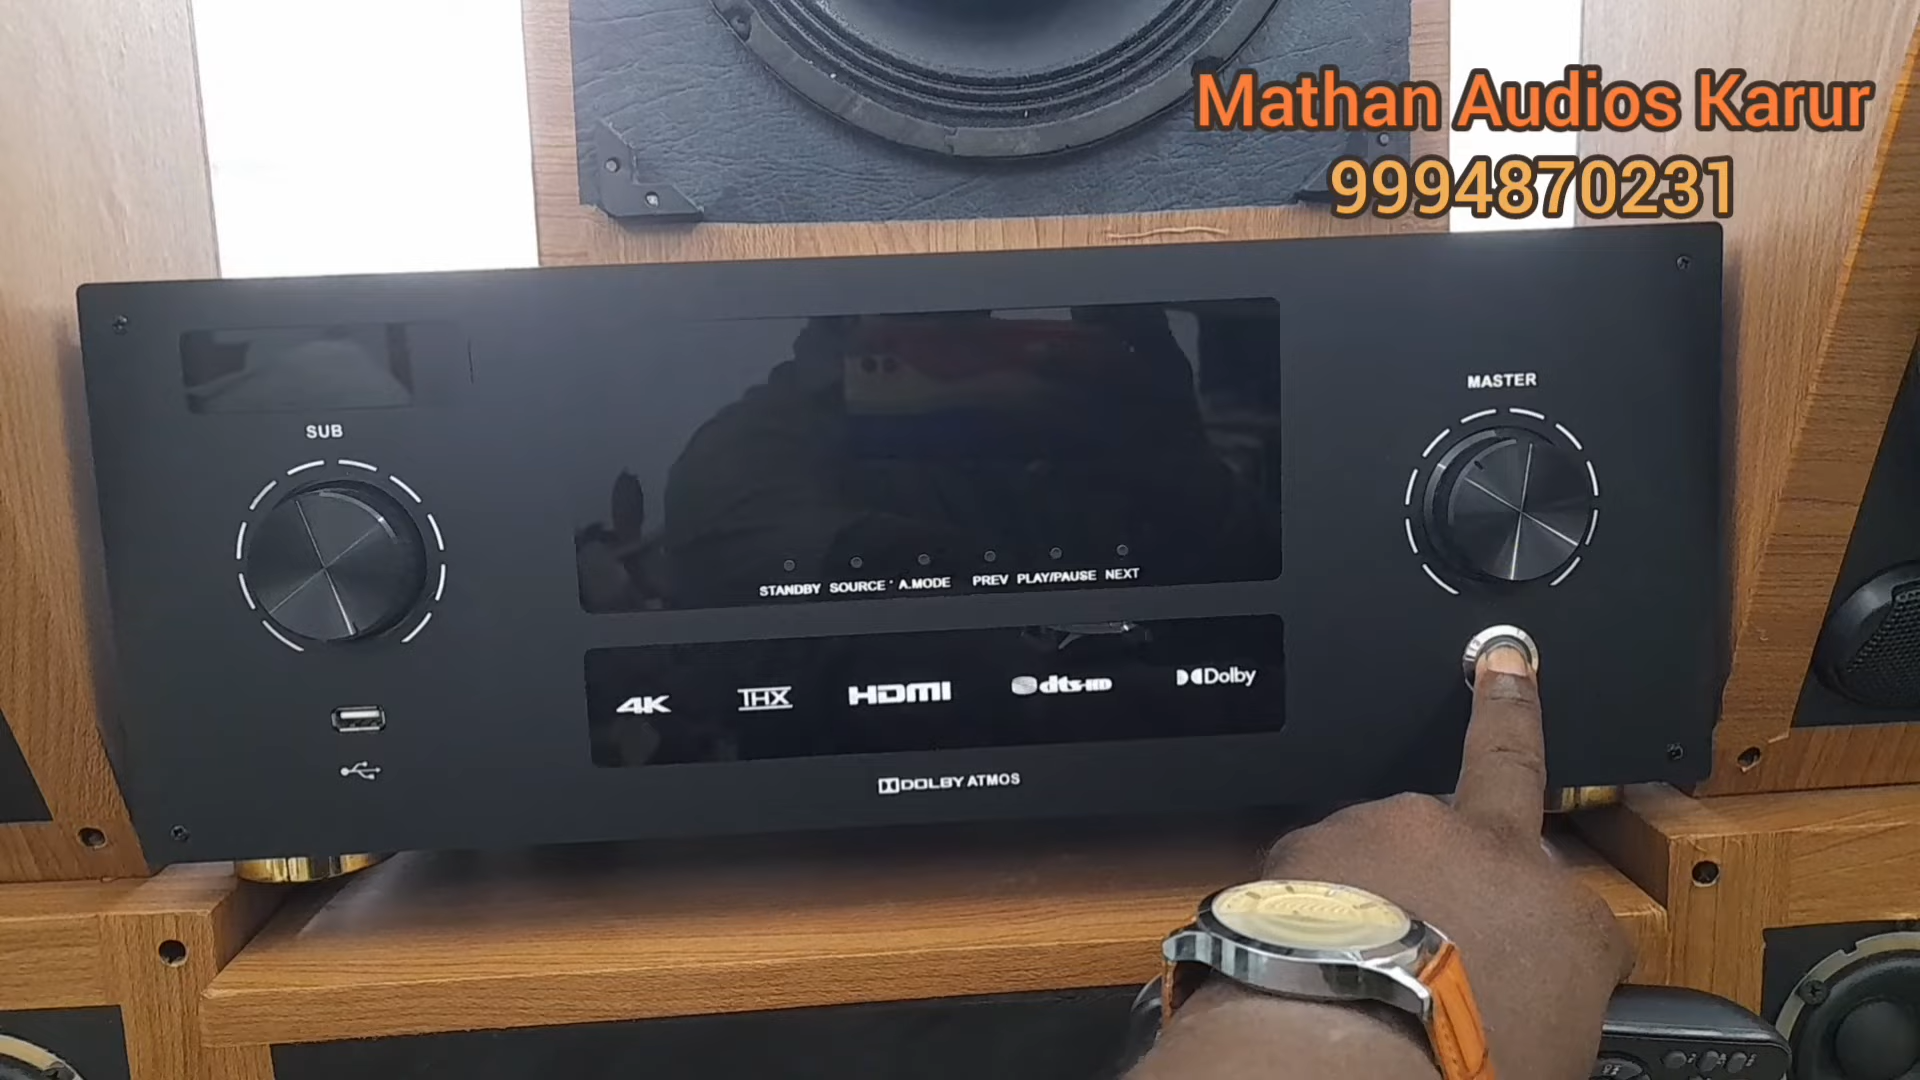 Mathan Audios Karur
9994870231
MASTER
SUB
STANDBY SOURCE A.MODE PREV PLAY/PAUSE NEXT
4K THX HDMI dts-HD Dolby
DOLBY ATMOS